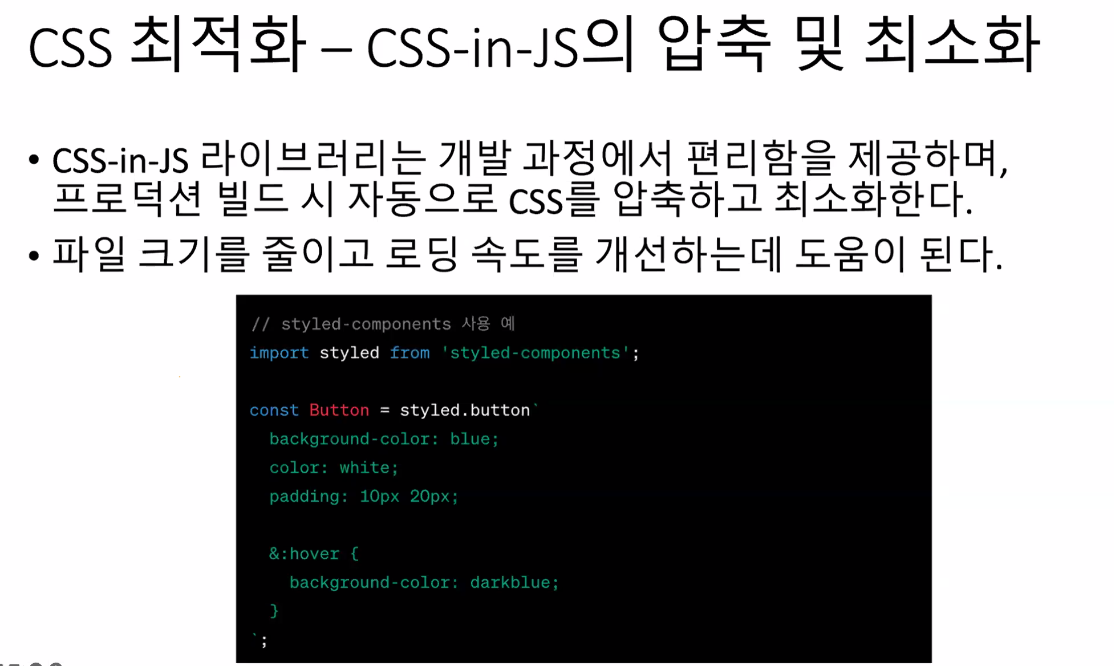 CSS 최적화 – CSS-in-JS의 압축 및 최소화
• CSS-in-JS 라이브러리는 개발 과정에서 편리함을 제공하며,
프로덕션 빌드 시 자동으로 CSS를 압축하고 최소화한다.
• 파일 크기를 줄이고 로딩 속도를 개선하는데 도움이 된다.
// styled-components 사용 예
import styled from 'styled-components';
const Button = styled.button`
background-color: blue;
color: white;
padding: 10px 20px;
&:hover {
background-color: darkblue;
}
`;